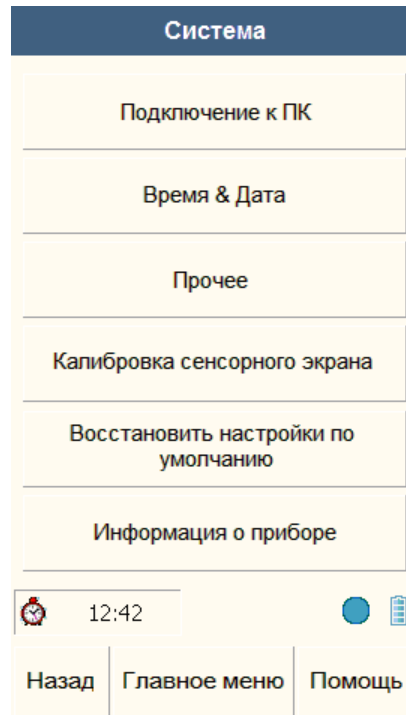 Система
Подключение к ПК
Время & Дата
Прочее
Калибровка сенсорного экрана
Восстановить настройки по
умолчанию
Информация о приборе
12:42
Назад
Главное меню
Помощь